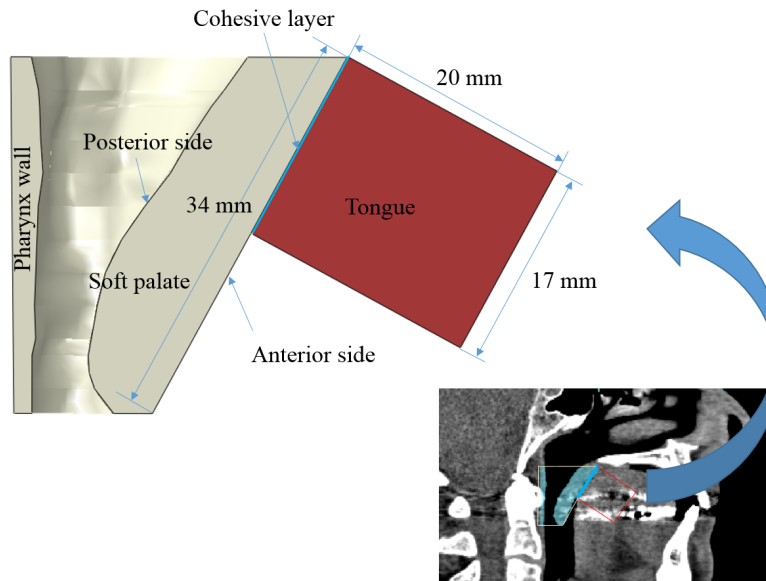 Cohesive layer
20 mm
Posterior side
Pharynx wall
34 mm
Tongue
Soft palate
17 mm
Anterior side